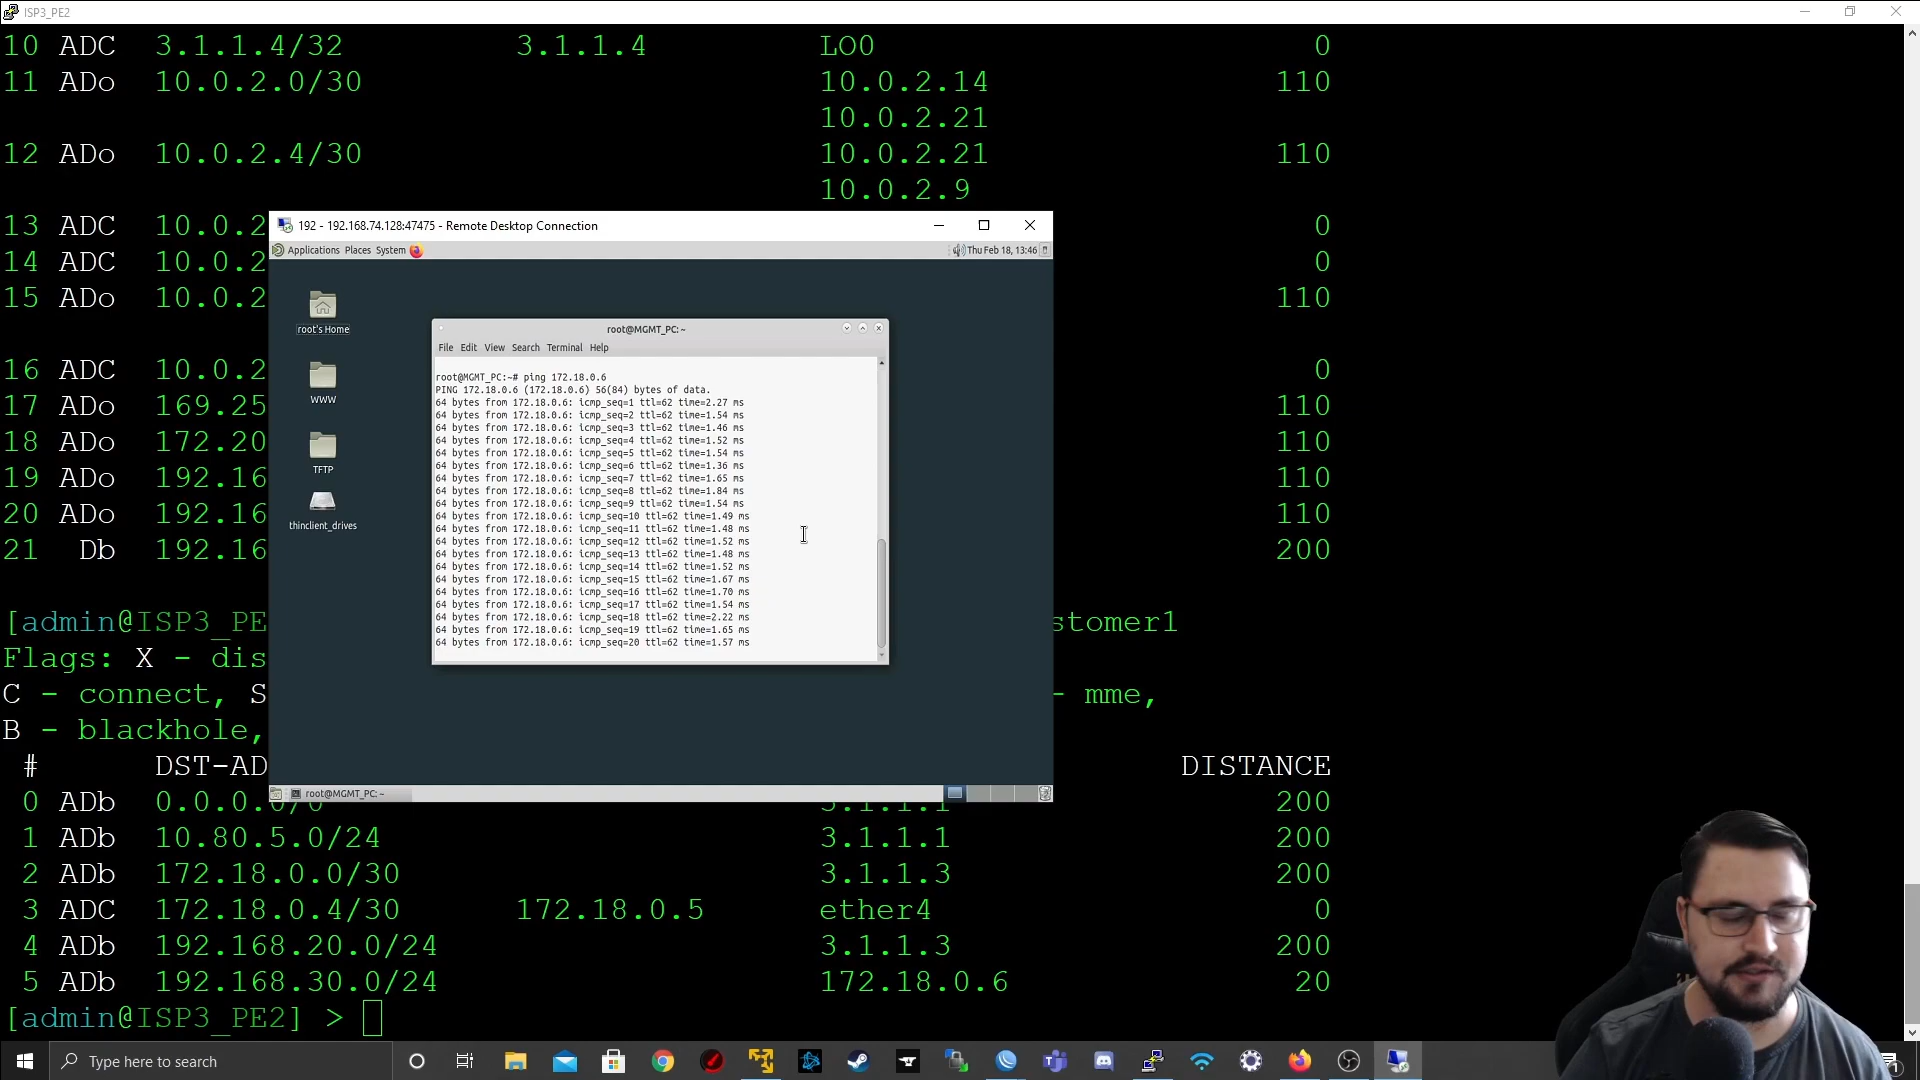 ISP3_PE2
10 ADC 3.1.1.4/32 3.1.1.4 LO0 0
11 ADo 10.0.2.0/30 10.0.2.14 110
10.0.2.21
12 ADo 10.0.2.4/30 10.0.2.21 110
10.0.2.9
13 ADC 10.0.2 0
14 ADC 10.0.2 0
15 ADo 10.0.2 110
16 ADC 10.0.2 0
17 ADo 169.25 110
18 ADo 172.20 110
19 ADo 192.16 110
20 ADo 192.16 110
21 Db 192.16 200
[admin@ISP3_PE stomer1
Flags: X - dis
C - connect, S - mme,
B - blackhole,
# DST-AD DISTANCE
0 ADb 0.0.0.0/0 3.1.1.1 200
1 ADb 10.80.5.0/24 3.1.1.1 200
2 ADb 172.18.0.0/30 3.1.1.3 200
3 ADC 172.18.0.4/30 172.18.0.5 ether4 0
4 ADb 192.168.20.0/24 3.1.1.3 200
5 ADb 192.168.30.0/24 172.18.0.6 20
[admin@ISP3_PE2] >
192 - 192.168.74.128:47475 - Remote Desktop Connection
Applications Places System Thu Feb 18, 13:46
root's Home
WWW
TFTP
thinclient_drives
root@MGMT_PC: ~
File Edit View Search Terminal Help
root@MGMT_PC:~# ping 172.18.0.6
PING 172.18.0.6 (172.18.0.6) 56(84) bytes of data.
64 bytes from 172.18.0.6: icmp_seq=1 ttl=62 time=2.27 ms
64 bytes from 172.18.0.6: icmp_seq=2 ttl=62 time=1.54 ms
64 bytes from 172.18.0.6: icmp_seq=3 ttl=62 time=1.46 ms
64 bytes from 172.18.0.6: icmp_seq=4 ttl=62 time=1.52 ms
64 bytes from 172.18.0.6: icmp_seq=5 ttl=62 time=1.54 ms
64 bytes from 172.18.0.6: icmp_seq=6 ttl=62 time=1.36 ms
64 bytes from 172.18.0.6: icmp_seq=7 ttl=62 time=1.65 ms
64 bytes from 172.18.0.6: icmp_seq=8 ttl=62 time=1.84 ms
64 bytes from 172.18.0.6: icmp_seq=9 ttl=62 time=1.54 ms
64 bytes from 172.18.0.6: icmp_seq=10 ttl=62 time=1.49 ms
64 bytes from 172.18.0.6: icmp_seq=11 ttl=62 time=1.48 ms
64 bytes from 172.18.0.6: icmp_seq=12 ttl=62 time=1.52 ms
64 bytes from 172.18.0.6: icmp_seq=13 ttl=62 time=1.48 ms
64 bytes from 172.18.0.6: icmp_seq=14 ttl=62 time=1.52 ms
64 bytes from 172.18.0.6: icmp_seq=15 ttl=62 time=1.67 ms
64 bytes from 172.18.0.6: icmp_seq=16 ttl=62 time=1.70 ms
64 bytes from 172.18.0.6: icmp_seq=17 ttl=62 time=1.54 ms
64 bytes from 172.18.0.6: icmp_seq=18 ttl=62 time=2.22 ms
64 bytes from 172.18.0.6: icmp_seq=19 ttl=62 time=1.65 ms
64 bytes from 172.18.0.6: icmp_seq=20 ttl=62 time=1.57 ms
root@MGMT_PC: ~
Type here to search